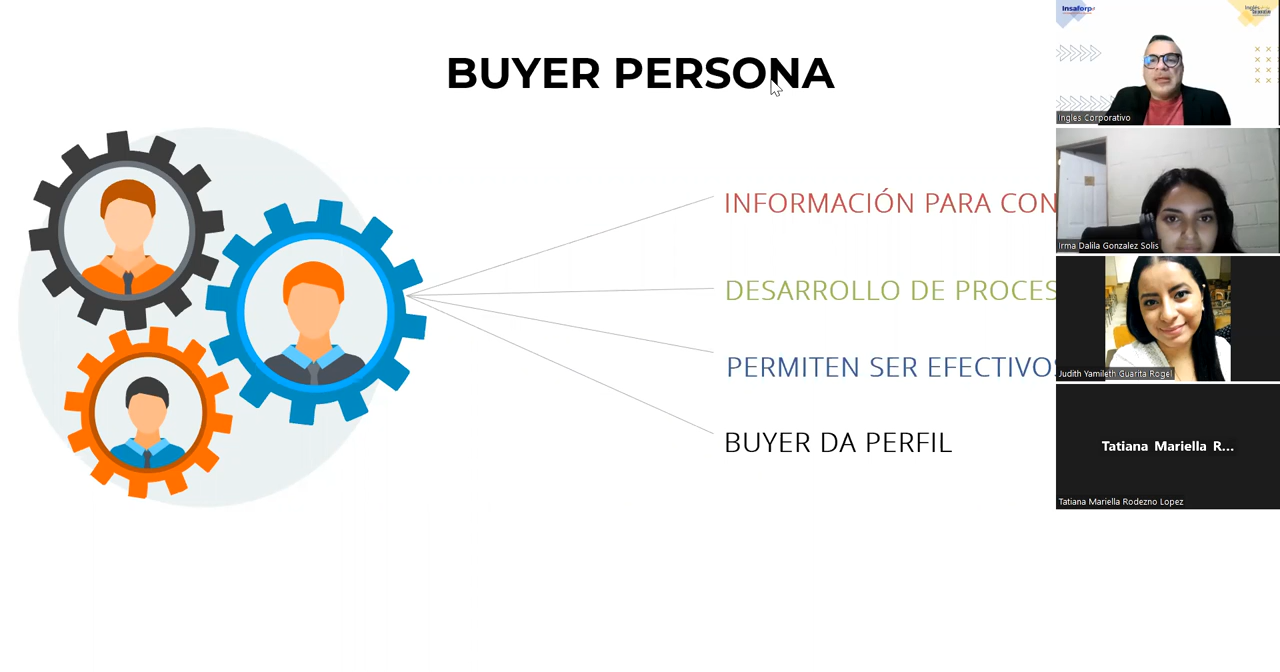 BUYER PERSONA
INFORMACIÓN PARA CON
DESARROLLO DE PROCES
PERMITEN SER EFECTIVOS
BUYER DA PERFIL
Insaforp
Ingles Corporativo
Irma Dalila Gonzalez Solis
Judith Yamileth Guarita Rogel
Tatiana Mariella R...
Tatiana Mariella Rodezno Lopez